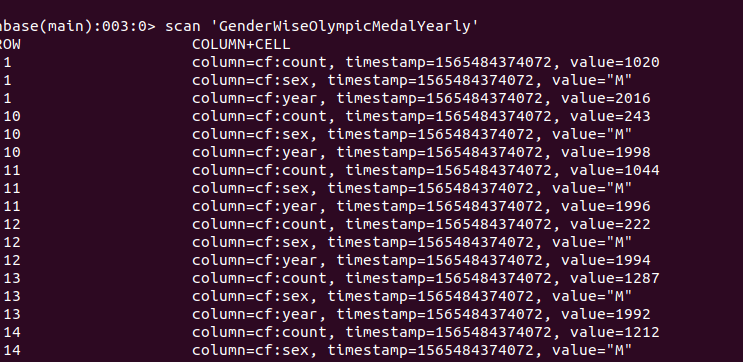 base(main):003:0> scan 'GenderWiseOlympicMedalYearly'
ROW COLUMN+CELL
1 column=cf:count, timestamp=1565484374072, value=1020
1 column=cf:sex, timestamp=1565484374072, value="M"
1 column=cf:year, timestamp=1565484374072, value=2016
10 column=cf:count, timestamp=1565484374072, value=243
10 column=cf:sex, timestamp=1565484374072, value="M"
10 column=cf:year, timestamp=1565484374072, value=1998
11 column=cf:count, timestamp=1565484374072, value=1044
11 column=cf:sex, timestamp=1565484374072, value="M"
11 column=cf:year, timestamp=1565484374072, value=1996
12 column=cf:count, timestamp=1565484374072, value=222
12 column=cf:sex, timestamp=1565484374072, value="M"
12 column=cf:year, timestamp=1565484374072, value=1994
13 column=cf:count, timestamp=1565484374072, value=1287
13 column=cf:sex, timestamp=1565484374072, value="M"
13 column=cf:year, timestamp=1565484374072, value=1992
14 column=cf:count, timestamp=1565484374072, value=1212
14 column=cf:sex, timestamp=1565484374072, value="M"